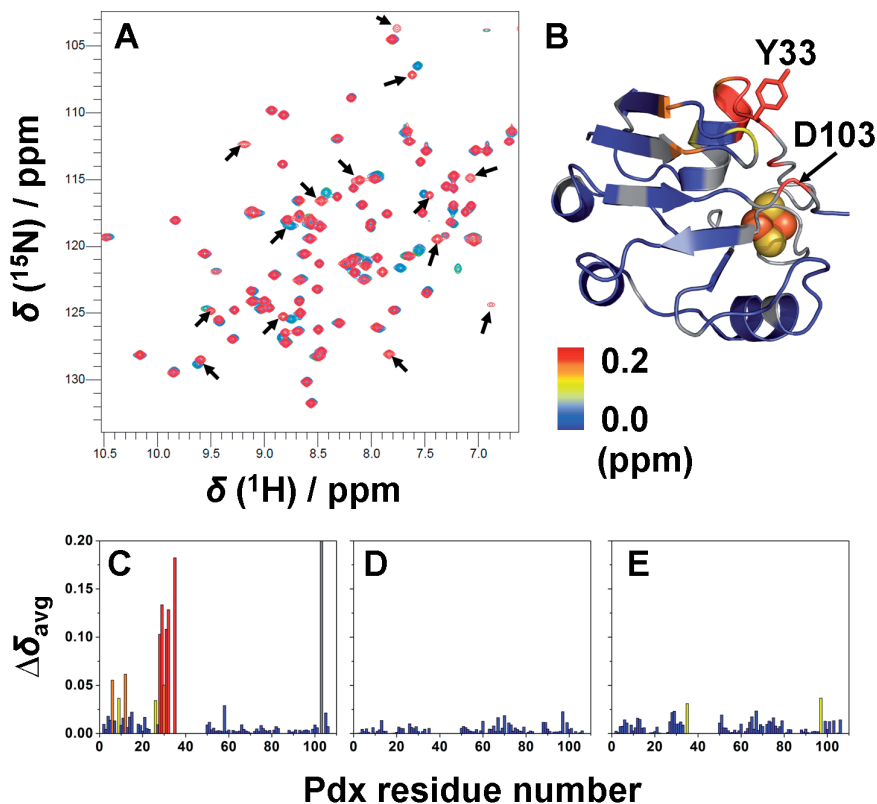 A
B
105
110
115
120
125
130
δ (¹⁵N) / ppm
10.5 10.0 9.5 9.0 8.5 8.0 7.5 7.0
δ (¹H) / ppm
Y33
D103
0.2
0.0
(ppm)
0.20
0.15
0.10
0.05
0.00
Δδavg
C
D
E
0 20 40 60 80 100
0 20 40 60 80 100
0 20 40 60 80 100
Pdx residue number